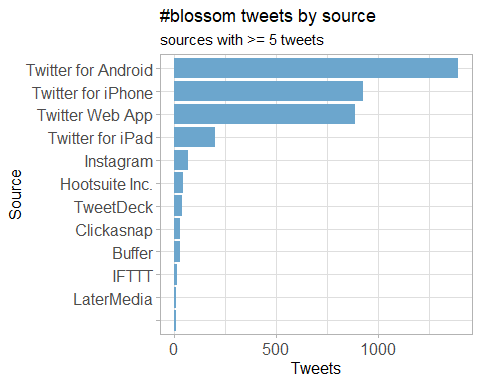 #blossom tweets by source
sources with >= 5 tweets
Twitter for Android
Twitter for iPhone
Twitter Web App
Twitter for iPad
Instagram
Hootsuite Inc.
TweetDeck
Clickasnap
Buffer
IFTTT
LaterMedia
Source
0 500 1000
Tweets